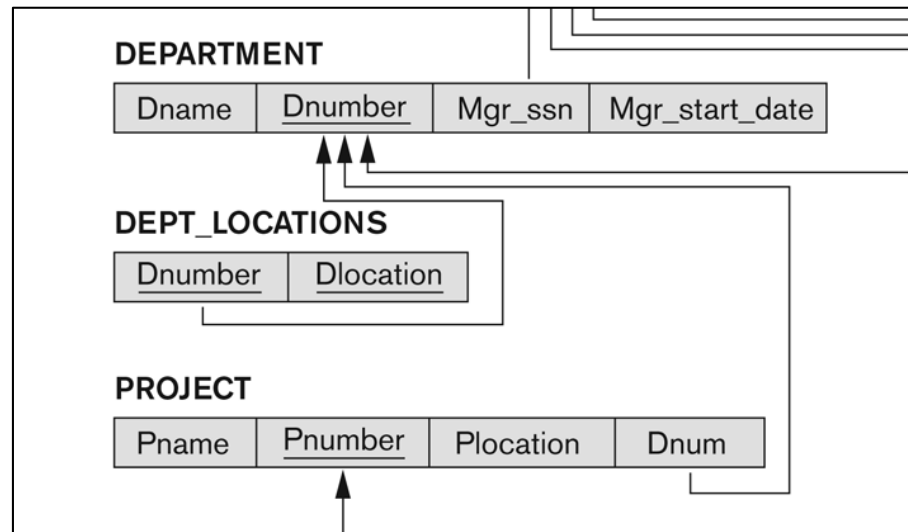 DEPARTMENT
Dname Dnumber Mgr_ssn Mgr_start_date
DEPT_LOCATIONS
Dnumber Dlocation
PROJECT
Pname Pnumber Plocation Dnum